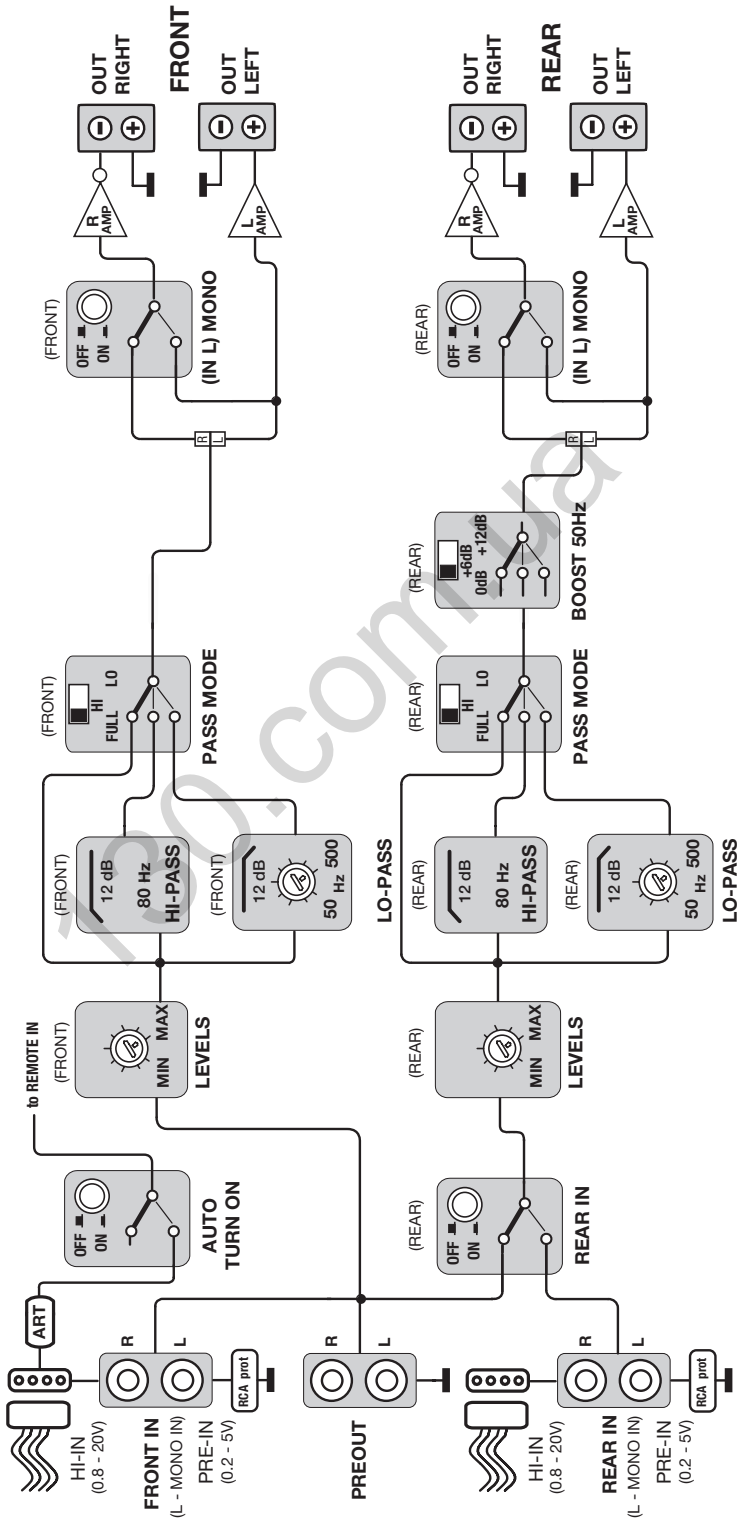 HI-IN
(0.8 - 20V)
FRONT IN
(L - MONO IN)
PRE-IN
(0.2 - 5V)
R
L
RCA prot
ART
OFF
ON
AUTO
TURN ON
to REMOTE IN
PREOUT
R
L
HI-IN
(0.8 - 20V)
REAR IN
(L - MONO IN)
PRE-IN
(0.2 - 5V)
R
L
RCA prot
(REAR)
OFF
ON
REAR IN
(FRONT)
MIN MAX
LEVELS
(REAR)
MIN MAX
LEVELS
(FRONT)
12 dB
80 Hz
HI-PASS
(FRONT)
12 dB
50 Hz 500
LO-PASS
(REAR)
12 dB
80 Hz
HI-PASS
(REAR)
12 dB
50 Hz 500
LO-PASS
(FRONT)
HI
FULL LO
PASS MODE
(REAR)
HI
FULL LO
PASS MODE
(REAR)
+6dB
0dB +12dB
BOOST 50Hz
R
L
R
L
(FRONT)
OFF
ON
(IN L) MONO
(REAR)
OFF
ON
(IN L) MONO
R
AMP
L
AMP
R
AMP
L
AMP
OUT
RIGHT
FRONT
OUT
LEFT
OUT
RIGHT
REAR
OUT
LEFT
130.com.ua